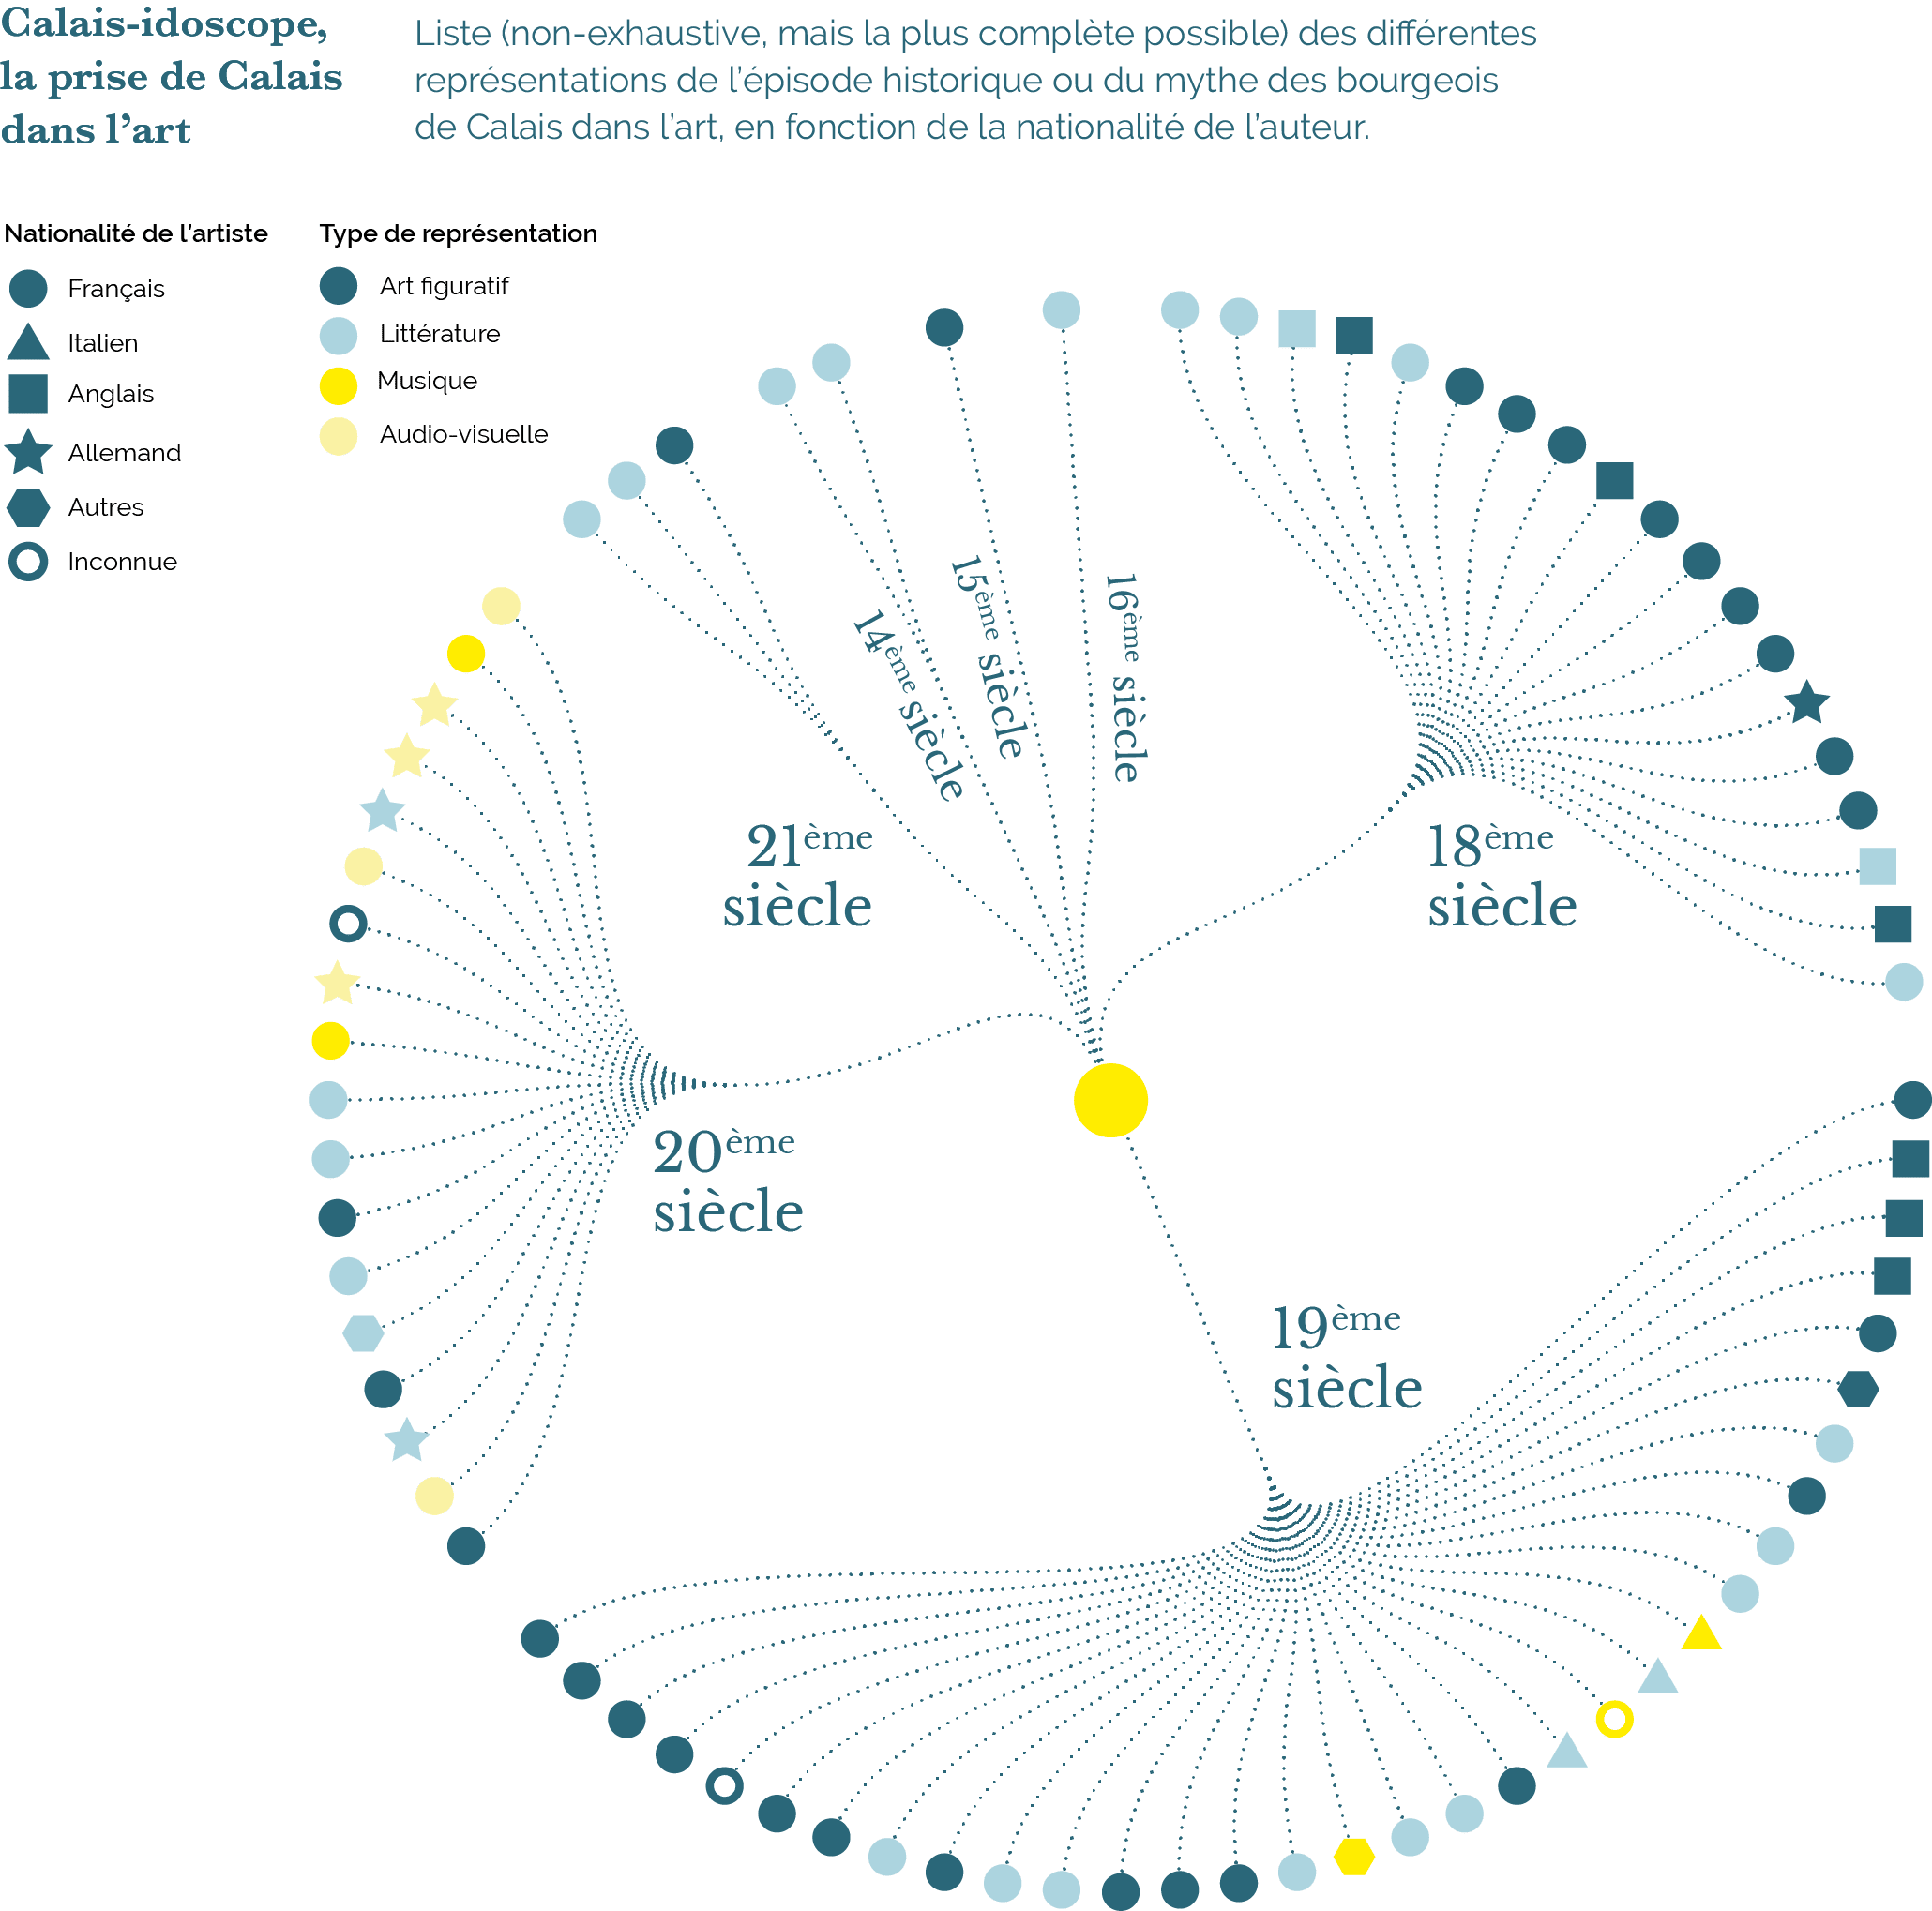 Calais-idoscope,
la prise de Calais
dans l’art
Liste (non-exhaustive, mais la plus complète possible) des différentes
représentations de l’épisode historique ou du mythe des bourgeois
de Calais dans l’art, en fonction de la nationalité de l’auteur.
Nationalité de l’artiste
Français
Italien
Anglais
Allemand
Autres
Inconnue
Type de représentation
Art figuratif
Littérature
Musique
Audio-visuelle
14ème siècle
15ème siècle
16ème siècle
21ème
siècle
18ème
siècle
20ème
siècle
19ème
siècle